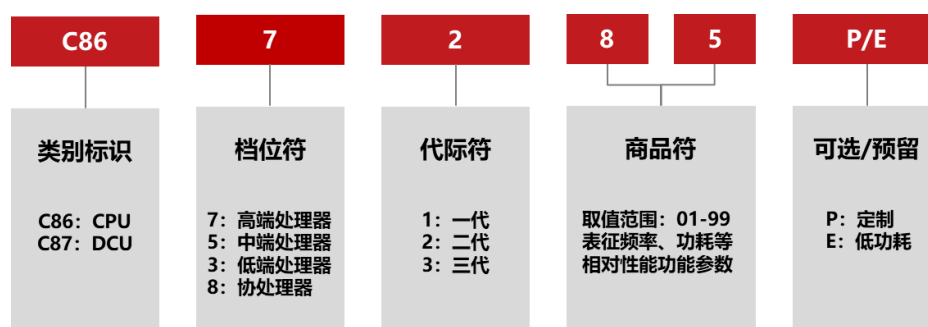 C86
7
2
8
5
P/E
类别标识
档位符
代际符
商品符
可选/预留
C86：CPU
C87：DCU
7：高端处理器
5：中端处理器
3：低端处理器
8：协处理器
1：一代
2：二代
3：三代
取值范围：01-99
表征频率、功耗等
相对性能功能参数
P：定制
E：低功耗